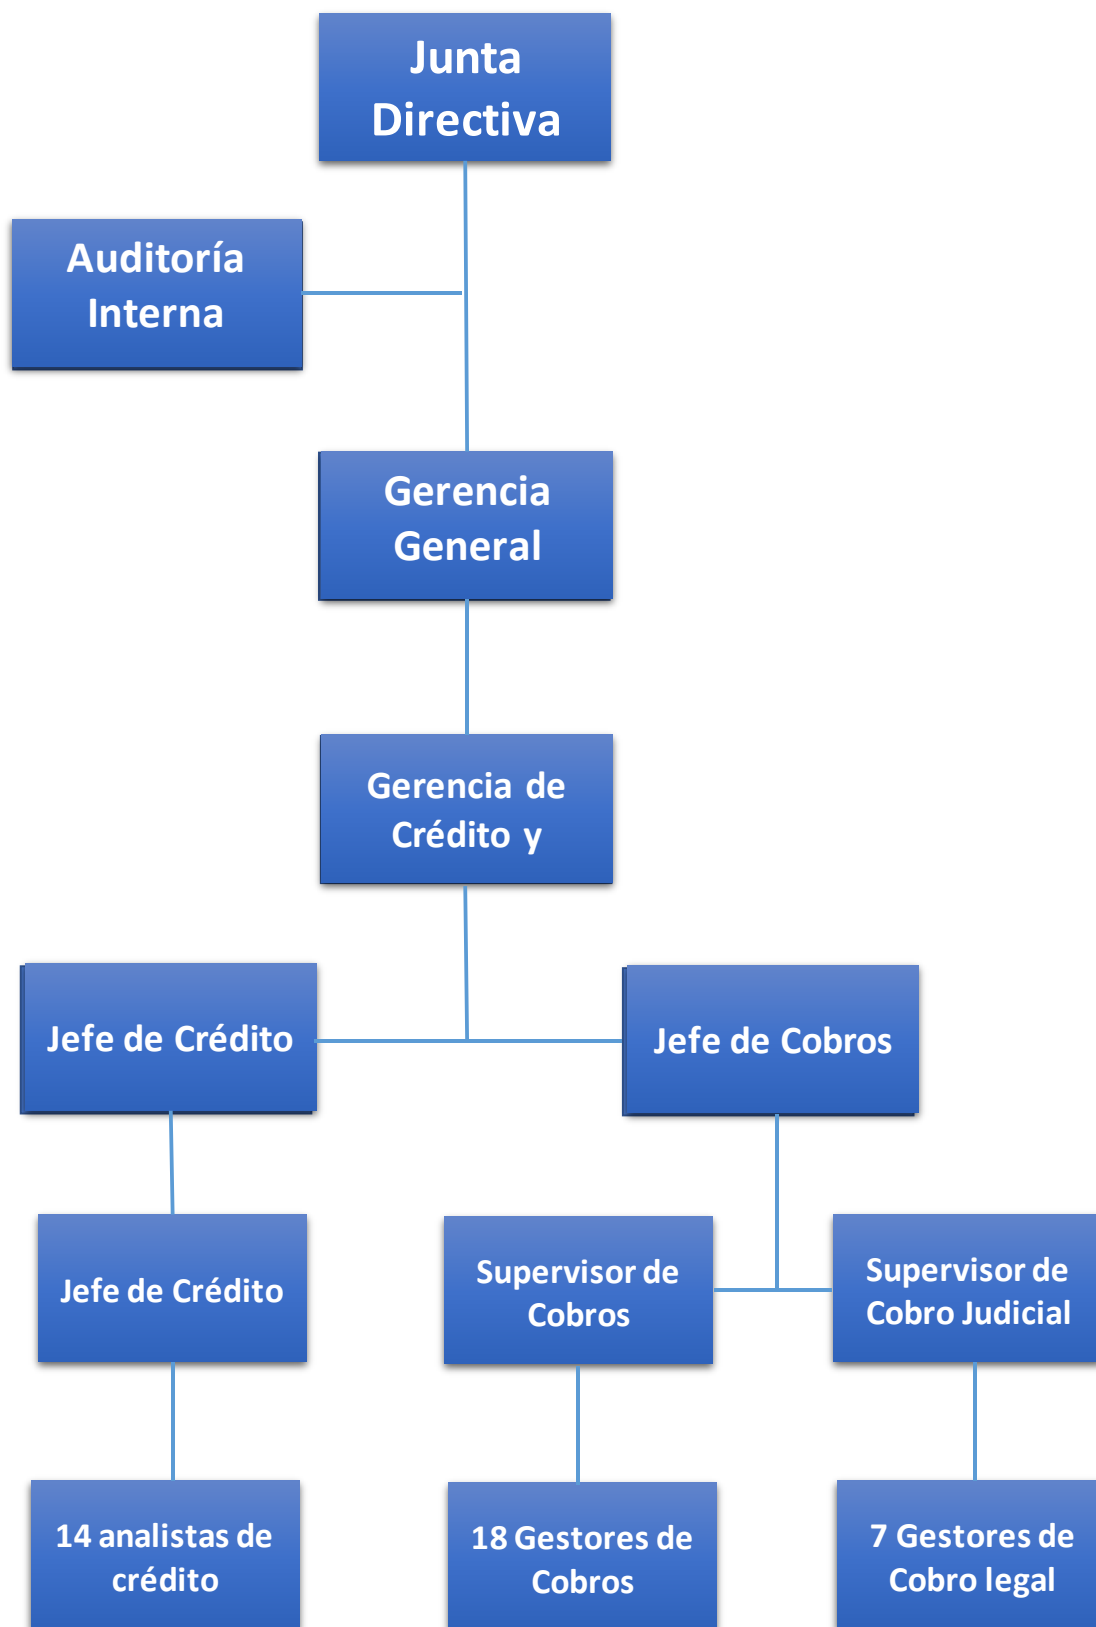 Junta
Directiva
Auditoría
Interna
Gerencia
General
Gerencia de
Crédito y
Jefe de Crédito
Jefe de Cobros
Jefe de Crédito
Supervisor de
Cobros
Supervisor de
Cobro Judicial
14 analistas de
crédito
18 Gestores de
Cobros
7 Gestores de
Cobro legal